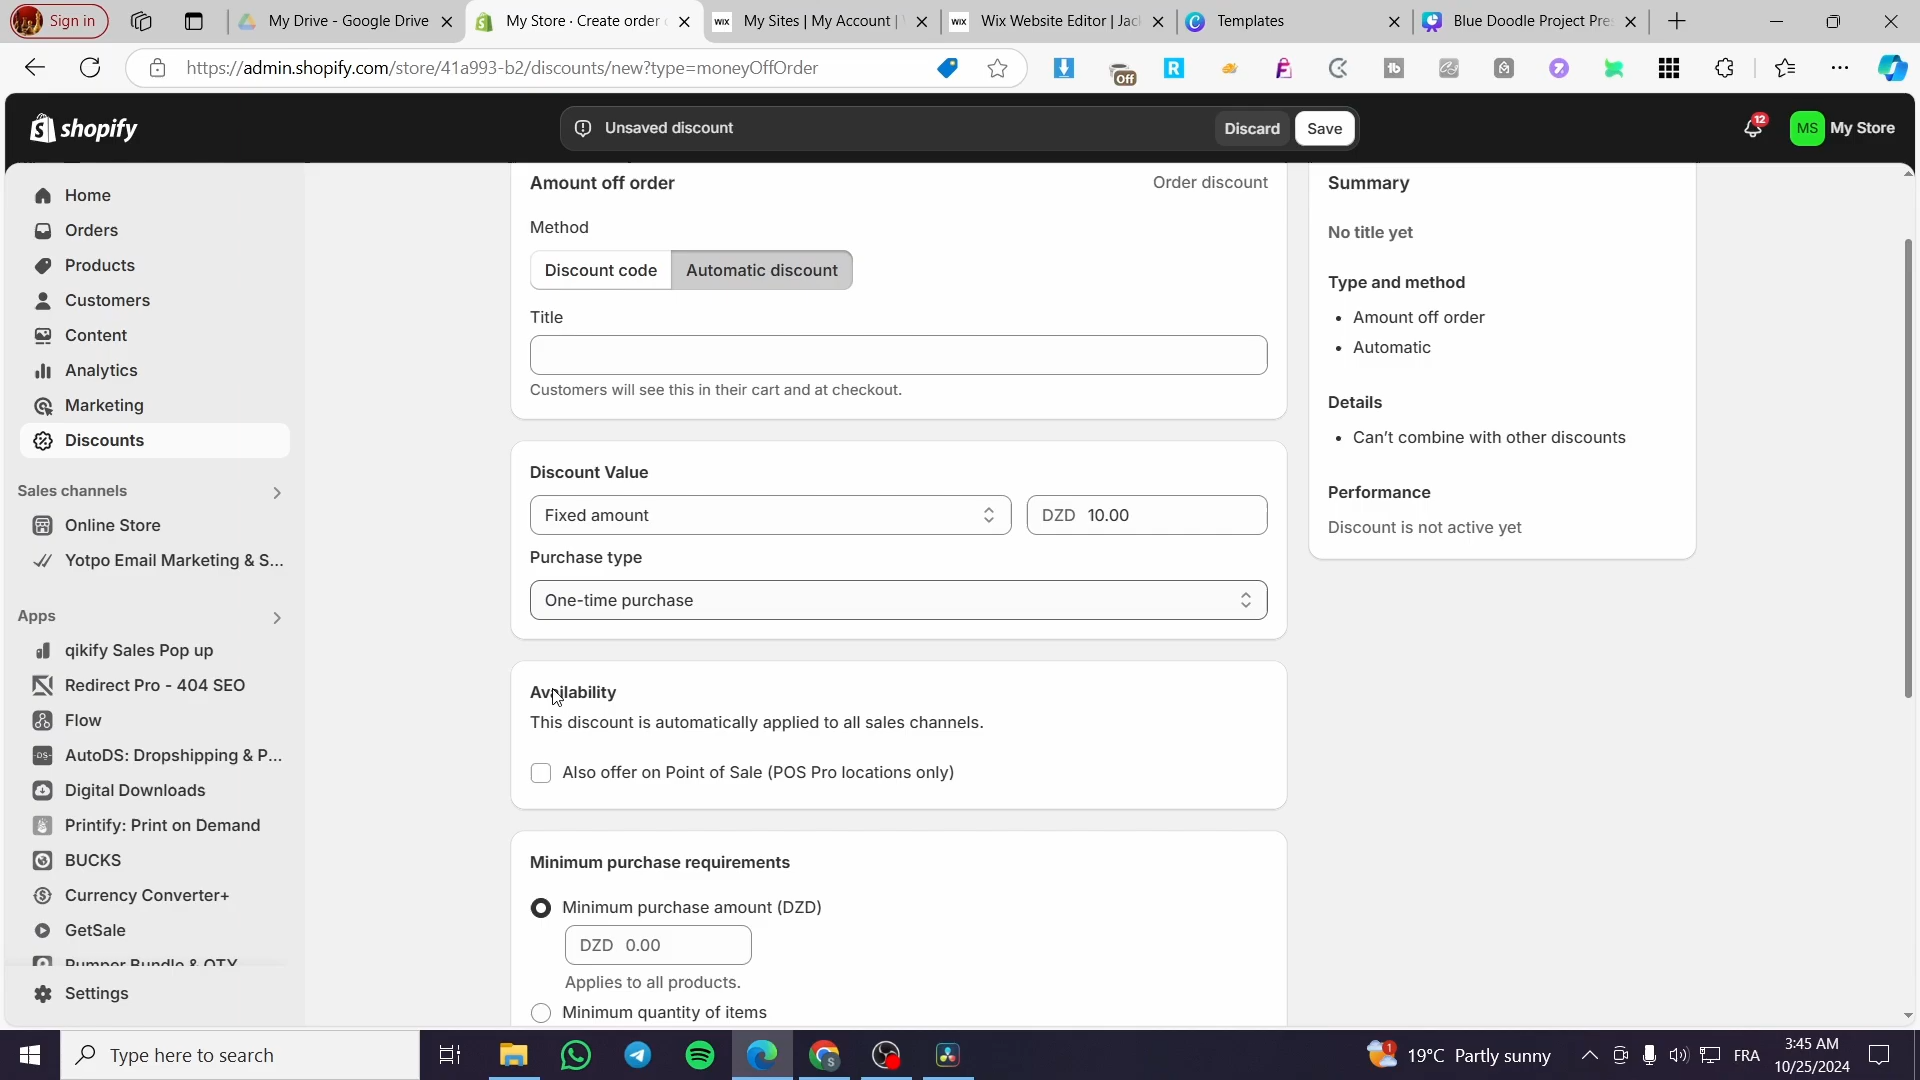 Sign in
My Drive - Google Drive
My Store · Create order
WIX My Sites | My Account |
WIX Wix Website Editor | Jac
Templates
Blue Doodle Project Pre
https://admin.shopify.com/store/41a993-b2/discounts/new?type=moneyOffOrder
Off
shopify
Unsaved discount
Discard
Save
12
MS
My Store
Home
Orders
Products
Customers
Content
Analytics
Marketing
Discounts
Sales channels
Online Store
Yotpo Email Marketing & S...
Apps
qikify Sales Pop up
Redirect Pro - 404 SEO
Flow
AutoDS: Dropshipping & P...
Digital Downloads
Printify: Print on Demand
BUCKS
Currency Converter+
GetSale
Bumper Bundle & QTY
Settings
Amount off order
Order discount
Method
Discount code
Automatic discount
Title
Customers will see this in their cart and at checkout.
Discount Value
Fixed amount
DZD 10.00
Purchase type
One-time purchase
Availability
This discount is automatically applied to all sales channels.
Also offer on Point of Sale (POS Pro locations only)
Minimum purchase requirements
Minimum purchase amount (DZD)
DZD 0.00
Applies to all products.
Minimum quantity of items
Summary
No title yet
Type and method
• Amount off order
• Automatic
Details
• Can't combine with other discounts
Performance
Discount is not active yet
Type here to search
1
19°C Partly sunny
FRA
3:45 AM
10/25/2024